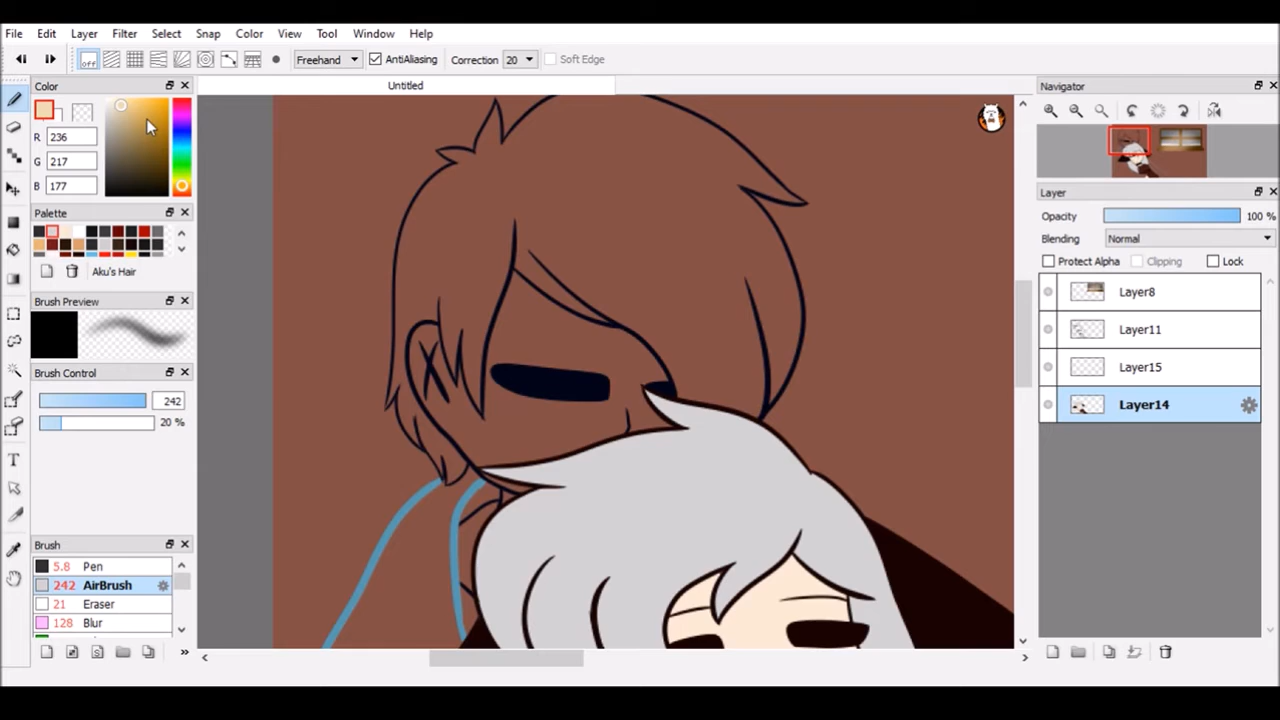 File Edit Layer Filter Select Snap Color View Tool Window Help
off Freehand AntiAliasing Correction 20 Soft Edge
Color
Untitled
Navigator
R 236
G 217
B 177
Palette
Aku's Hair
Brush Preview
Brush Control
242
20 %
Brush
5.8 Pen
242 AirBrush
21 Eraser
128 Blur
Layer
Opacity 100 %
Blending Normal
Protect Alpha Clipping Lock
Layer8
Layer11
Layer15
Layer14